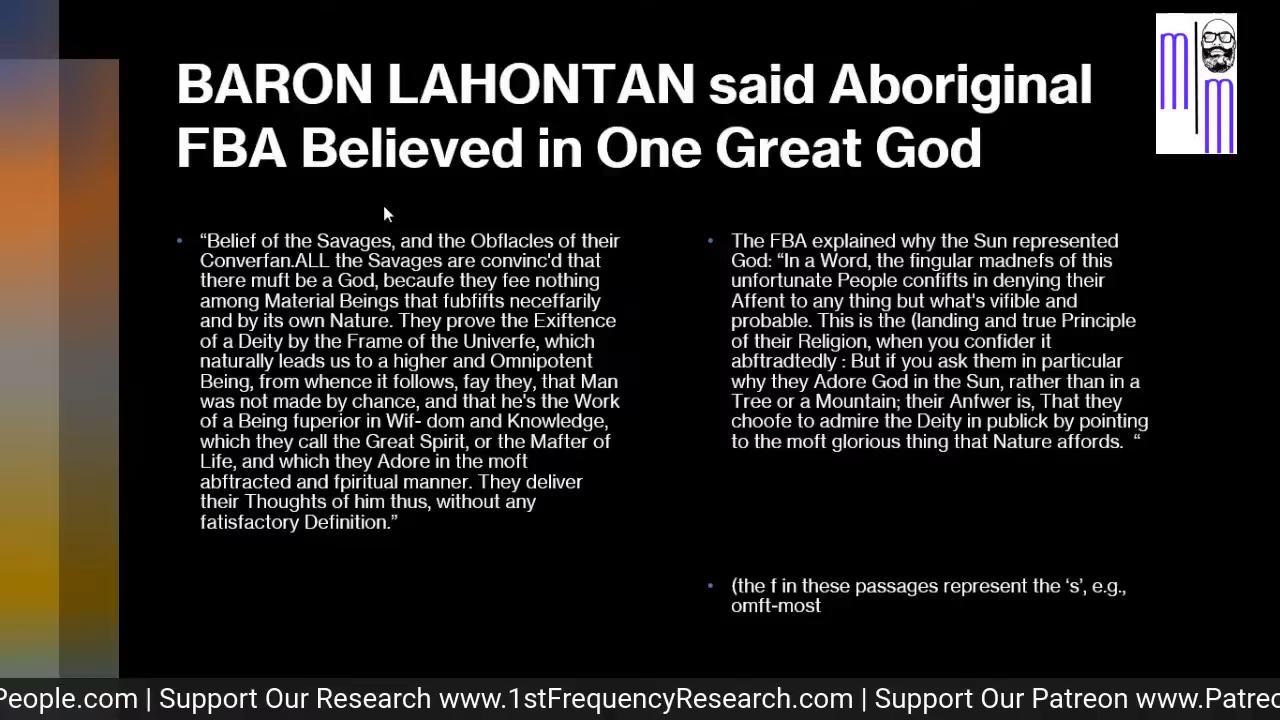 BARON LAHONTAN said Aboriginal
FBA Believed in One Great God
• “Belief of the Savages, and the Obflacles of their
Converfan.ALL the Savages are convinc'd that
there muft be a God, becaufe they fee nothing
among Material Beings that fubfifts neceffarily
and by its own Nature. They prove the Exiftence
of a Deity by the Frame of the Univerfe, which
naturally leads us to a higher and Omnipotent
Being, from whence it follows, fay they, that Man
was not made by chance, and that he's the Work
of a Being fuperior in Wif- dom and Knowledge,
which they call the Great Spirit, or the Mafter of
Life, and which they Adore in the moft
abftracted and fpiritual manner. They deliver
their Thoughts of him thus, without any
fatisfactory Definition.”
• The FBA explained why the Sun represented
God: “In a Word, the fingular madnefs of this
unfortunate People confifts in denying their
Affent to any thing but what's vifible and
probable. This is the (landing and true Principle
of their Religion, when you confider it
abftradtedly : But if you ask them in particular
why they Adore God in the Sun, rather than in a
Tree or a Mountain; their Anfwer is, That they
choofe to admire the Deity in publick by pointing
to the moft glorious thing that Nature affords. “
• (the f in these passages represent the ‘s’, e.g.,
omft-most
People.com | Support Our Research www.1stFrequencyResearch.com | Support Our Patreon www.Patrec